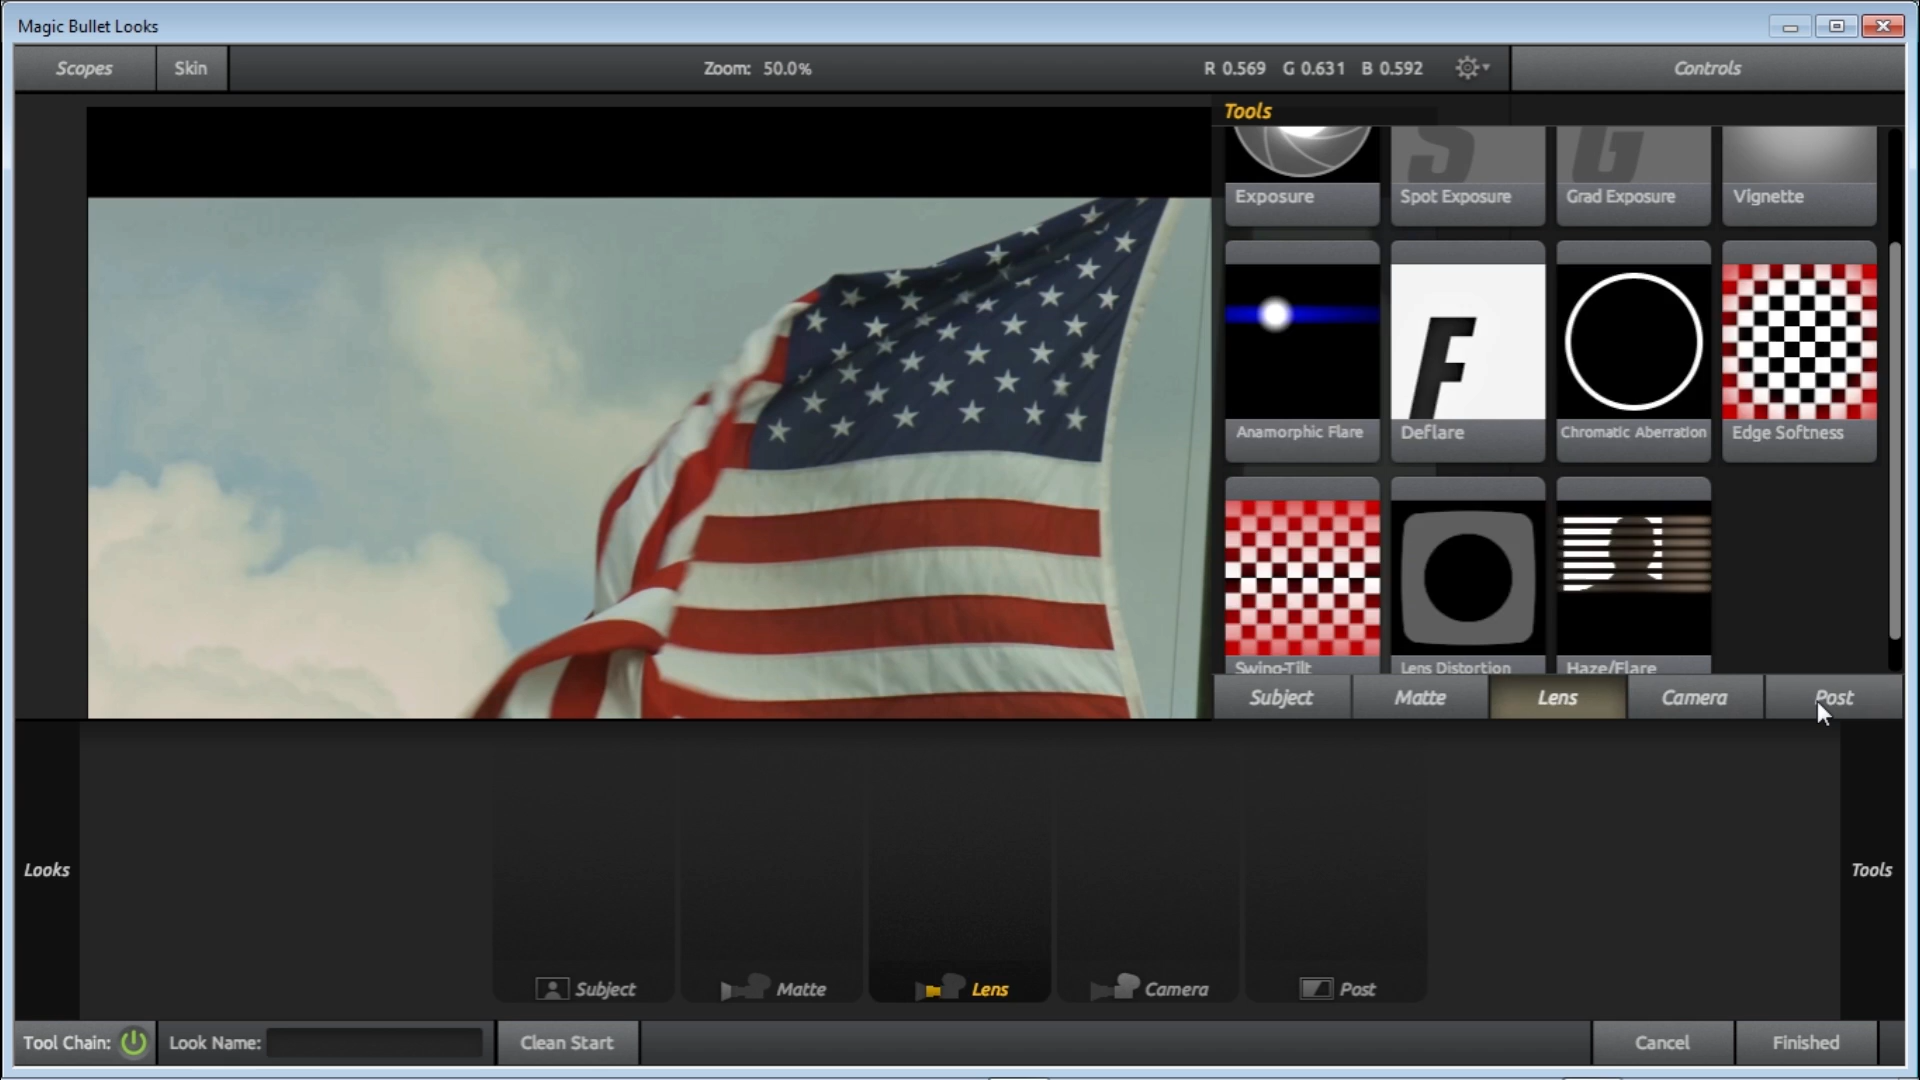 Magic Bullet Looks
Scopes
Skin
Zoom: 50.0%
R 0.569 G 0.631 B 0.592
Controls
Tools
S
G
Exposure
Spot Exposure
Grad Exposure
Vignette
F
Anamorphic Flare
Deflare
Chromatic Aberration
Edge Softness
Swing-Tilt
Lens Distortion
Haze/Flare
Subject
Matte
Lens
Camera
Post
Looks
Tools
Subject
Matte
Lens
Camera
Post
Tool Chain:
Look Name:
Clean Start
Cancel
Finished